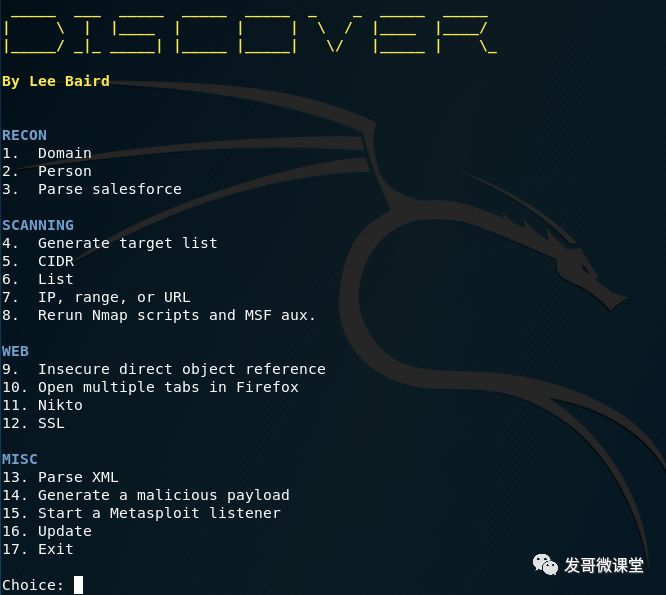 DISCOVER
By Lee Baird
RECON
1. Domain
2. Person
3. Parse salesforce
SCANNING
4. Generate target list
5. CIDR
6. List
7. IP, range, or URL
8. Rerun Nmap scripts and MSF aux.
WEB
9. Insecure direct object reference
10. Open multiple tabs in Firefox
11. Nikto
12. SSL
MISC
13. Parse XML
14. Generate a malicious payload
15. Start a Metasploit listener
16. Update
17. Exit
Choice:
发哥微课堂